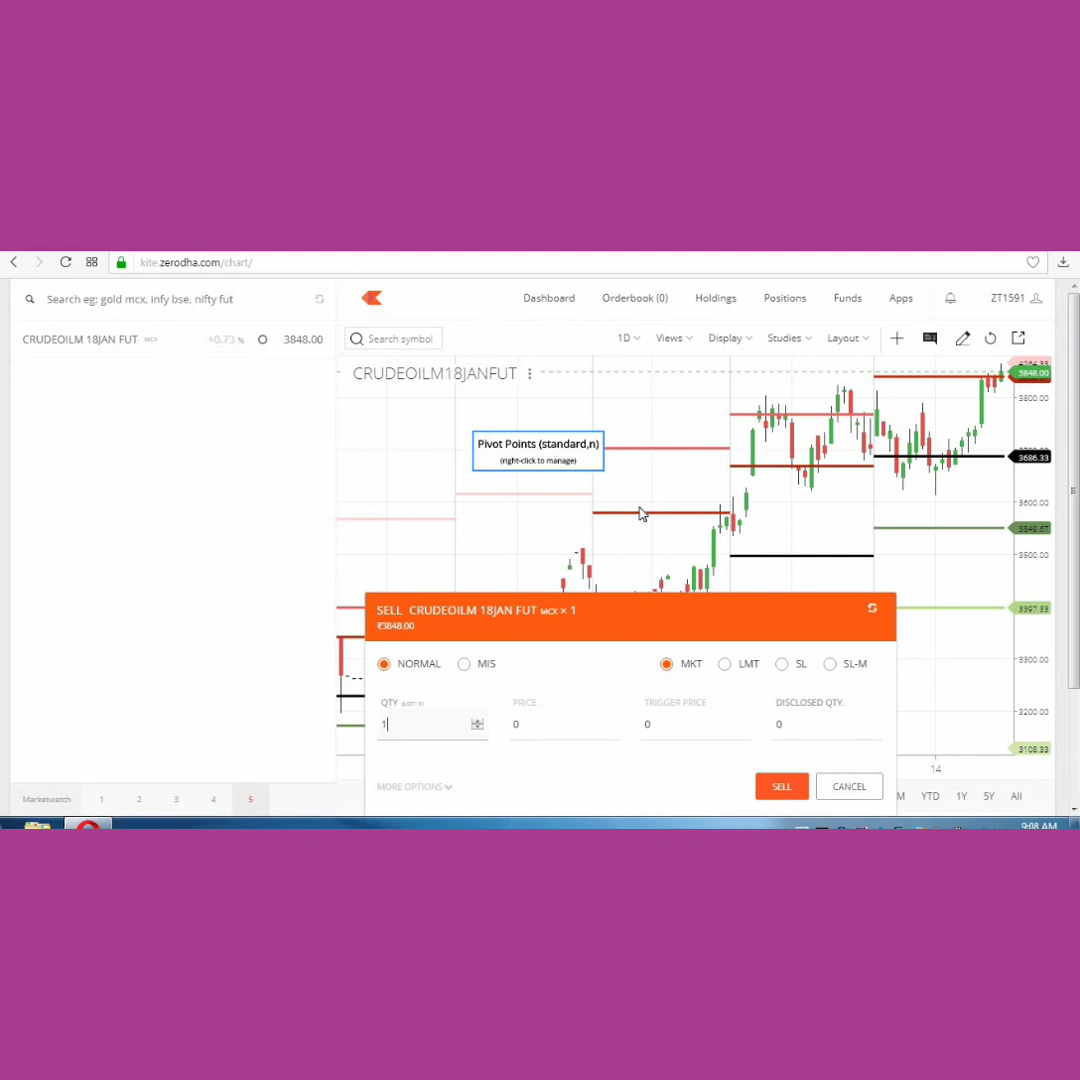 kite.zerodha.com/chart/
Search eg: gold mcx, infy bse, nifty fut
Dashboard
Orderbook (0)
Holdings
Positions
Funds
Apps
ZT1591
CRUDEOILM 18JAN FUT MCX
+0.73 %
3848.00
Search symbol
1D
Views
Display
Studies
Layout
CRUDEOILM18JANFUT
3848.00
3800.00
Pivot Points (standard,n)
(right-click to manage)
3686.33
3600.00
3549.67
3500.00
SELL CRUDEOILM 18JAN FUT MCX × 1
₹3848.00
3397.33
NORMAL
MIS
MKT
LMT
SL
SL-M
3300.00
QTY. (LOT: 1)
PRICE
TRIGGER PRICE
DISCLOSED QTY.
3200.00
1
0
0
0
3108.33
14
MORE OPTIONS
SELL
CANCEL
M
YTD
1Y
5Y
All
Marketwatch
1
2
3
4
5
9:08 AM